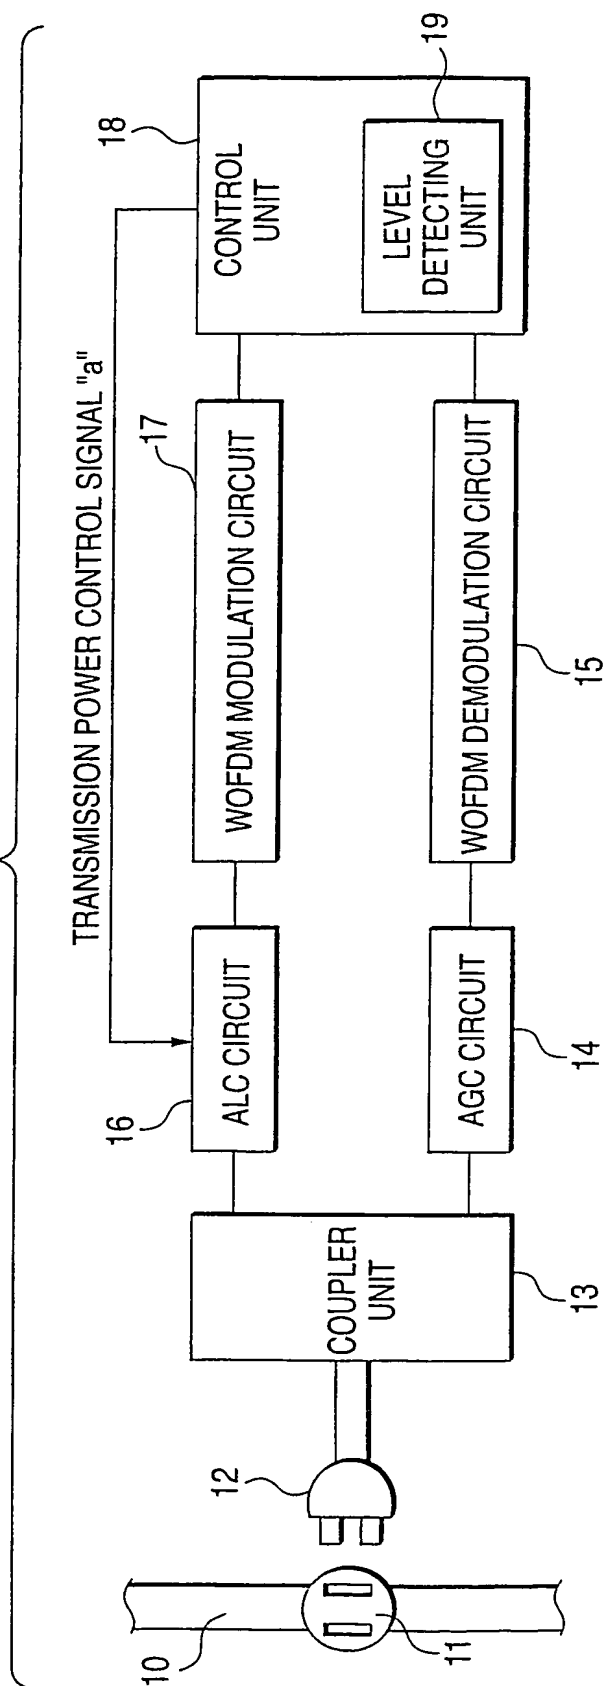 TRANSMISSION POWER CONTROL SIGNAL "a"
10
11
12
COUPLER
UNIT
13
16
ALC CIRCUIT
AGC CIRCUIT
14
17
WOFDM MODULATION CIRCUIT
WOFDM DEMODULATION CIRCUIT
15
18
CONTROL
UNIT
LEVEL
DETECTING
UNIT
19